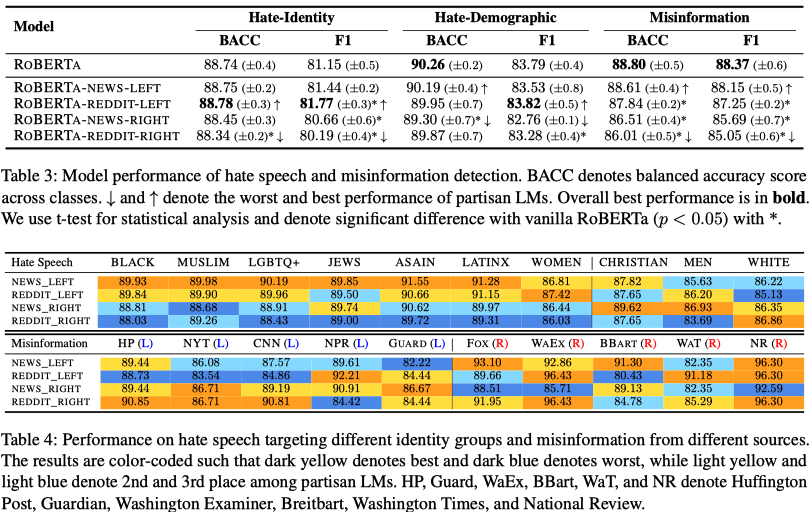 Model Hate-Identity Hate-Demographic Misinformation
BACC F1 BACC F1 BACC F1
ROBERTA 88.74 (±0.4) 81.15 (±0.5) 90.26 (±0.2) 83.79 (±0.4) 88.80 (±0.5) 88.37 (±0.6)
ROBERTA-NEWS-LEFT 88.75 (±0.2) 81.44 (±0.2) 90.19 (±0.4) ↑ 83.53 (±0.8) 88.61 (±0.4) ↑ 88.15 (±0.5) ↑
ROBERTA-REDDIT-LEFT 88.78 (±0.3) ↑ 81.77 (±0.3)* ↑ 89.95 (±0.7) 83.82 (±0.5) ↑ 87.84 (±0.2)* 87.25 (±0.2)*
ROBERTA-NEWS-RIGHT 88.45 (±0.3) 80.66 (±0.6)* 89.30 (±0.7)* ↓ 82.76 (±0.1) ↓ 86.51 (±0.4)* 85.69 (±0.7)*
ROBERTA-REDDIT-RIGHT 88.34 (±0.2)* ↓ 80.19 (±0.4)* ↓ 89.87 (±0.7) 83.28 (±0.4)* 86.01 (±0.5)* ↓ 85.05 (±0.6)* ↓
Table 3: Model performance of hate speech and misinformation detection. BACC denotes balanced accuracy score
across classes. ↓ and ↑ denote the worst and best performance of partisan LMs. Overall best performance is in bold.
We use t-test for statistical analysis and denote significant difference with vanilla RoBERTa (p < 0.05) with *.
Hate Speech BLACK MUSLIM LGBTQ+ JEWS ASAIN LATINX WOMEN CHRISTIAN MEN WHITE
NEWS_LEFT 89.93 89.98 90.19 89.85 91.55 91.28 86.81 87.82 85.63 86.22
REDDIT_LEFT 89.84 89.90 89.96 89.50 90.66 91.15 87.42 87.65 86.20 85.13
NEWS_RIGHT 88.81 88.68 88.91 89.74 90.62 89.97 86.44 89.62 86.93 86.35
REDDIT_RIGHT 88.03 89.26 88.43 89.00 89.72 89.31 86.03 87.65 83.69 86.86
Misinformation HP (L) NYT (L) CNN (L) NPR (L) GUARD (L) FOX (R) WAEX (R) BBART (R) WAT (R) NR (R)
NEWS_LEFT 89.44 86.08 87.57 89.61 82.22 93.10 92.86 91.30 82.35 96.30
REDDIT_LEFT 88.73 83.54 84.86 92.21 84.44 89.66 96.43 80.43 91.18 96.30
NEWS_RIGHT 89.44 86.71 89.19 90.91 86.67 88.51 85.71 89.13 82.35 92.59
REDDIT_RIGHT 90.85 86.71 90.81 84.42 84.44 91.95 96.43 84.78 85.29 96.30
Table 4: Performance on hate speech targeting different identity groups and misinformation from different sources.
The results are color-coded such that dark yellow denotes best and dark blue denotes worst, while light yellow and
light blue denote 2nd and 3rd place among partisan LMs. HP, Guard, WaEx, BBart, WaT, and NR denote Huffington
Post, Guardian, Washington Examiner, Breitbart, Washington Times, and National Review.